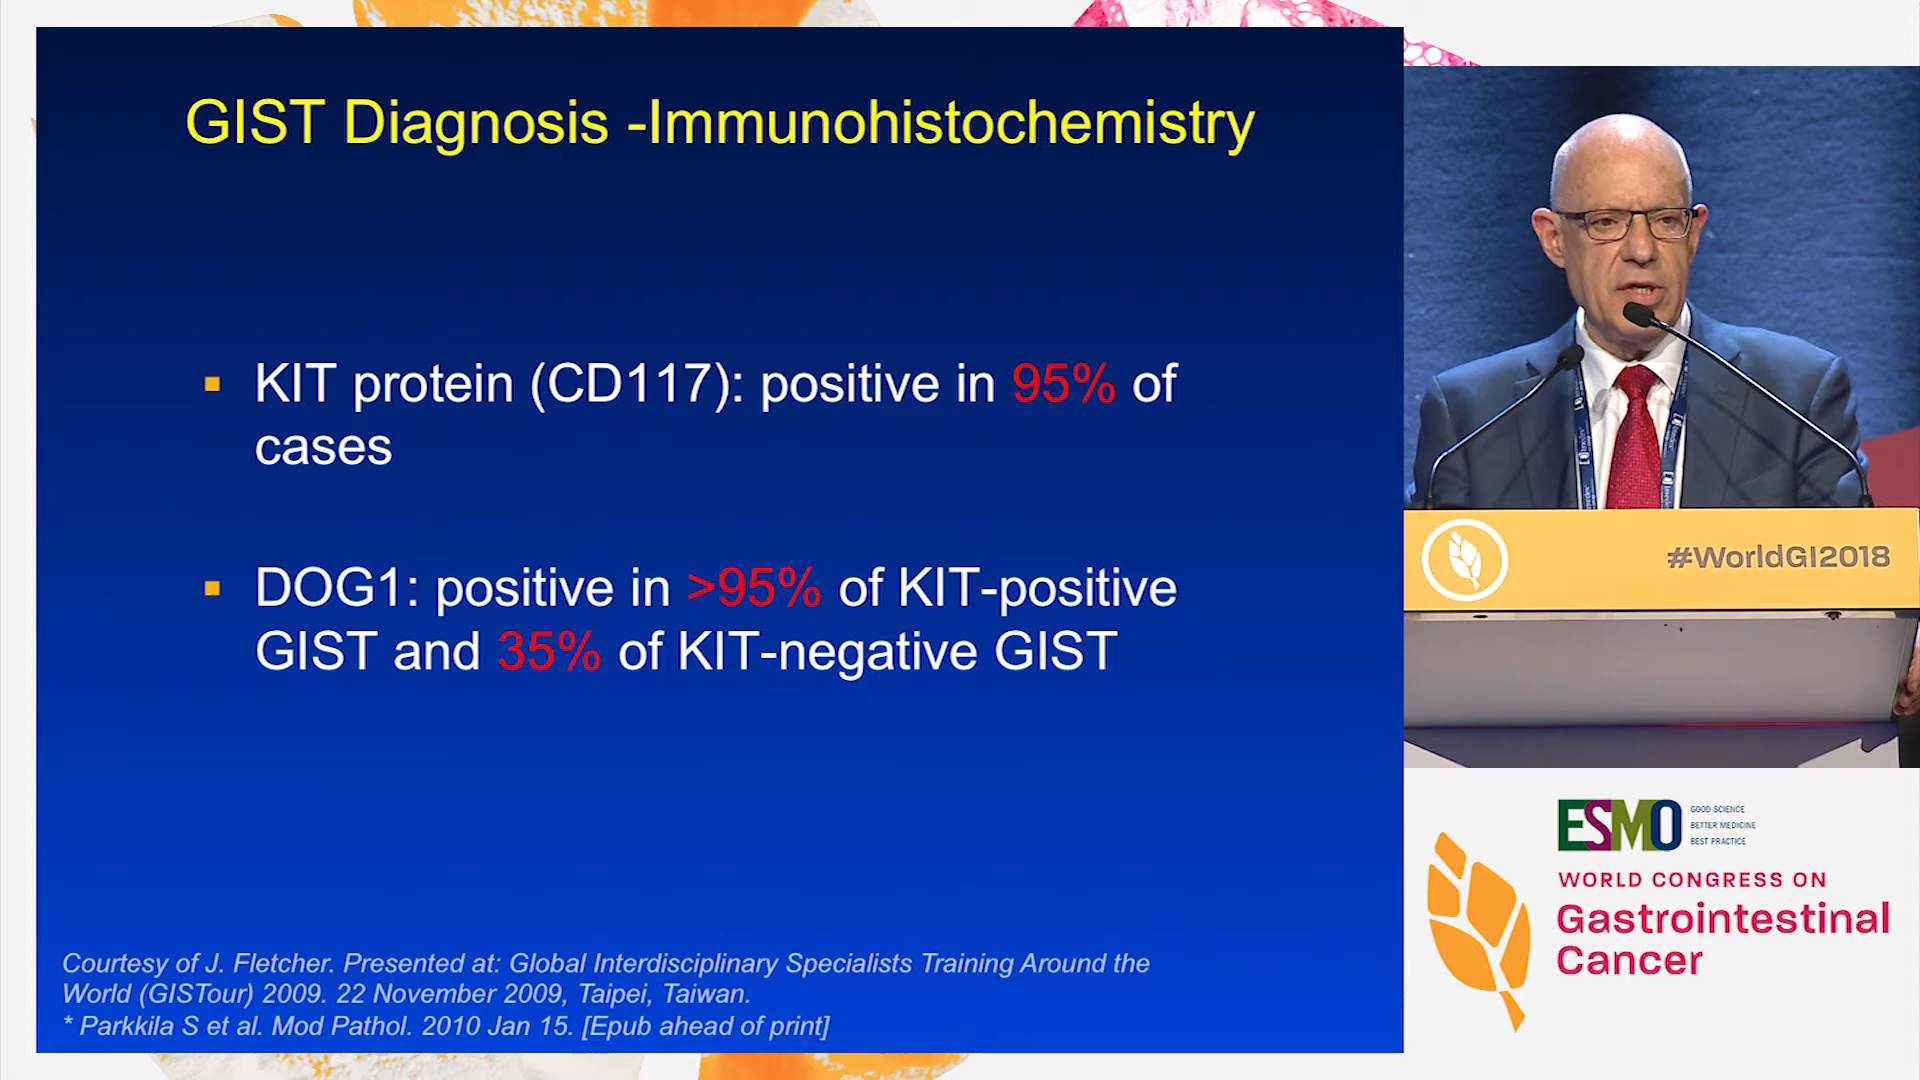 GIST Diagnosis -Immunohistochemistry
▪ KIT protein (CD117): positive in 95% of
cases
▪ DOG1: positive in >95% of KIT-positive
GIST and 35% of KIT-negative GIST
Courtesy of J. Fletcher. Presented at: Global Interdisciplinary Specialists Training Around the
World (GISTour) 2009. 22 November 2009, Taipei, Taiwan.
* Parkkila S et al. Mod Pathol. 2010 Jan 15. [Epub ahead of print]
#WorldGI2018
ESMO
GOOD SCIENCE
BETTER MEDICINE
BEST PRACTICE
WORLD CONGRESS ON
Gastrointestinal
Cancer